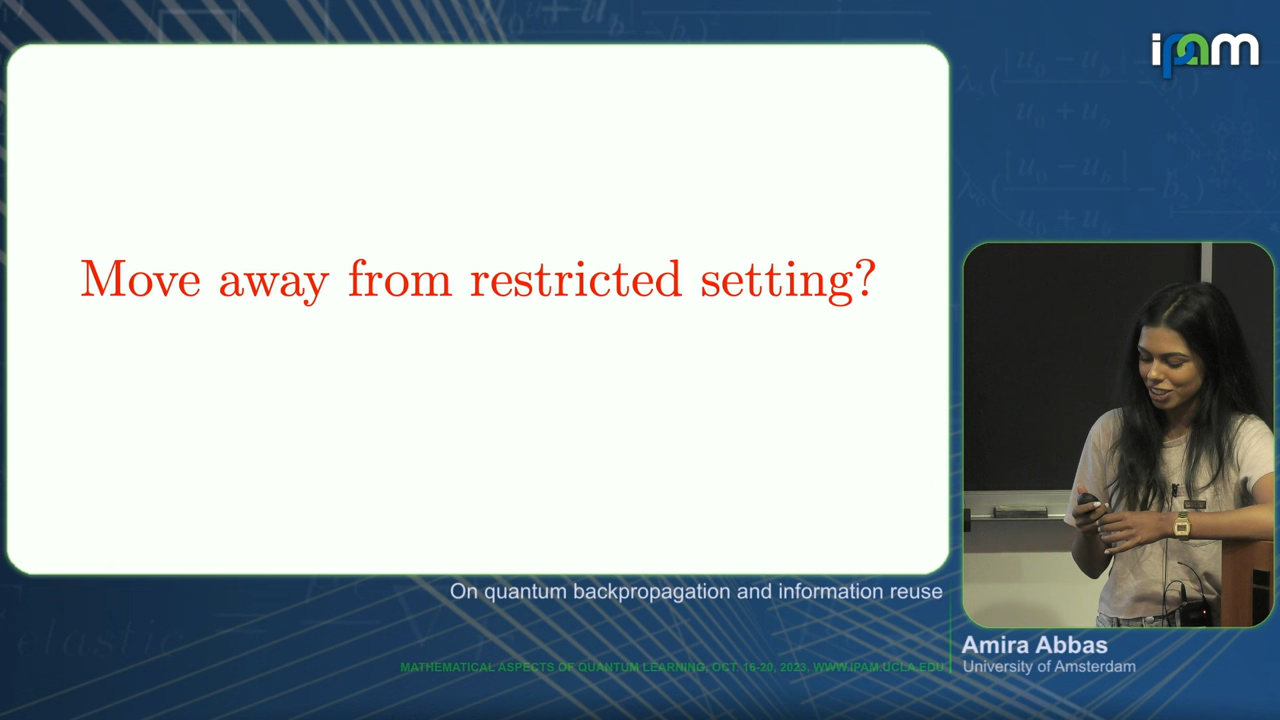 ipam
Move away from restricted setting?
On quantum backpropagation and information reuse
Amira Abbas
University of Amsterdam
MATHEMATICAL ASPECTS OF QUANTUM LEARNING, OCT. 16-20, 2023, WWW.IPAM.UCLA.EDU
elastic